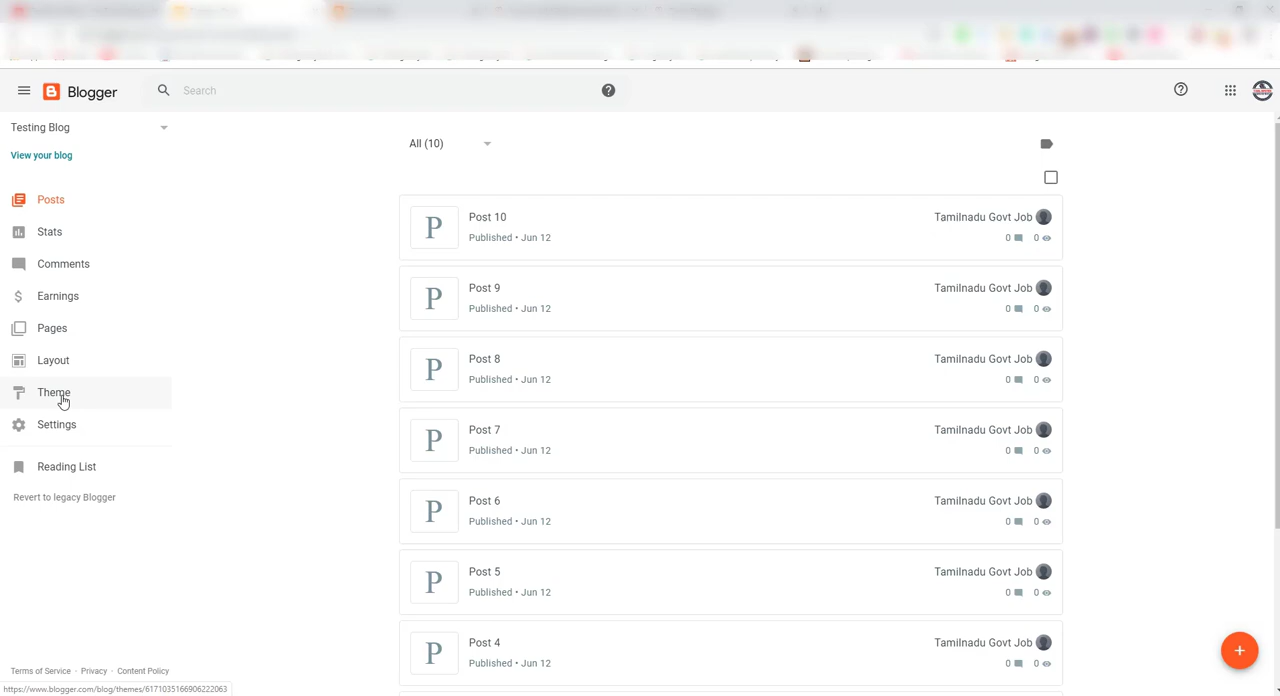 Blogger
Search
Testing Blog
View your blog
Posts
Stats
Comments
$ Earnings
Pages
Layout
Theme
Settings
Reading List
Revert to legacy Blogger
Terms of Service · Privacy · Content Policy
https://www.blogger.com/blog/themes/6171035166906222063
All (10)
P Post 10 Tamilnadu Govt Job
Published • Jun 12 0 0
P Post 9 Tamilnadu Govt Job
Published • Jun 12 0 0
P Post 8 Tamilnadu Govt Job
Published • Jun 12 0 0
P Post 7 Tamilnadu Govt Job
Published • Jun 12 0 0
P Post 6 Tamilnadu Govt Job
Published • Jun 12 0 0
P Post 5 Tamilnadu Govt Job
Published • Jun 12 0 0
P Post 4 Tamilnadu Govt Job
Published • Jun 12 0 0
+